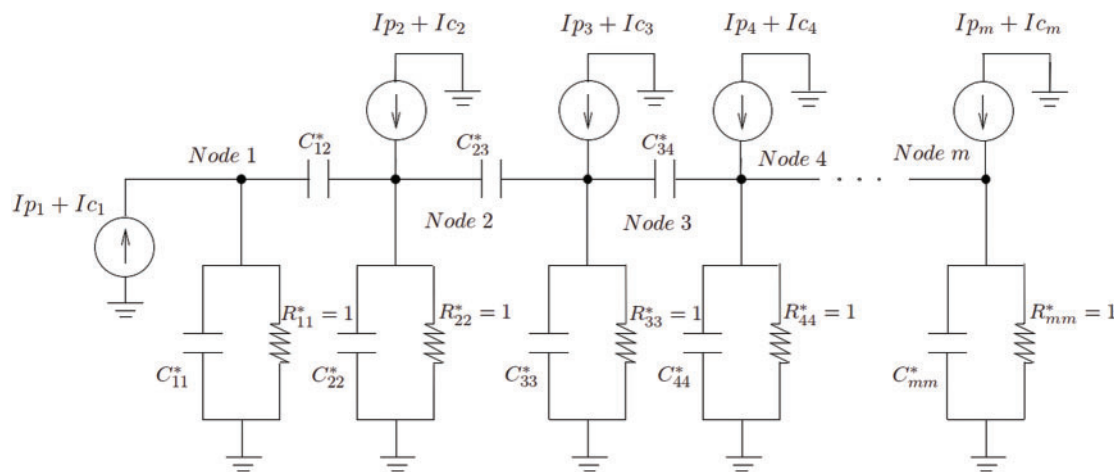 Ip₂ + Ic₂ Ip₃ + Ic₃ Ip₄ + Ic₄ Ipₘ + Icₘ
Node 1 C*₁₂ C*₂₃ C*₃₄ Node 4 Node m
Ip₁ + Ic₁ Node 2 Node 3 · · ·
R*₁₁ = 1 R*₂₂ = 1 R*₃₃ = 1 R*₄₄ = 1 R*ₘₘ = 1
C*₁₁ C*₂₂ C*₃₃ C*₄₄ C*ₘₘ